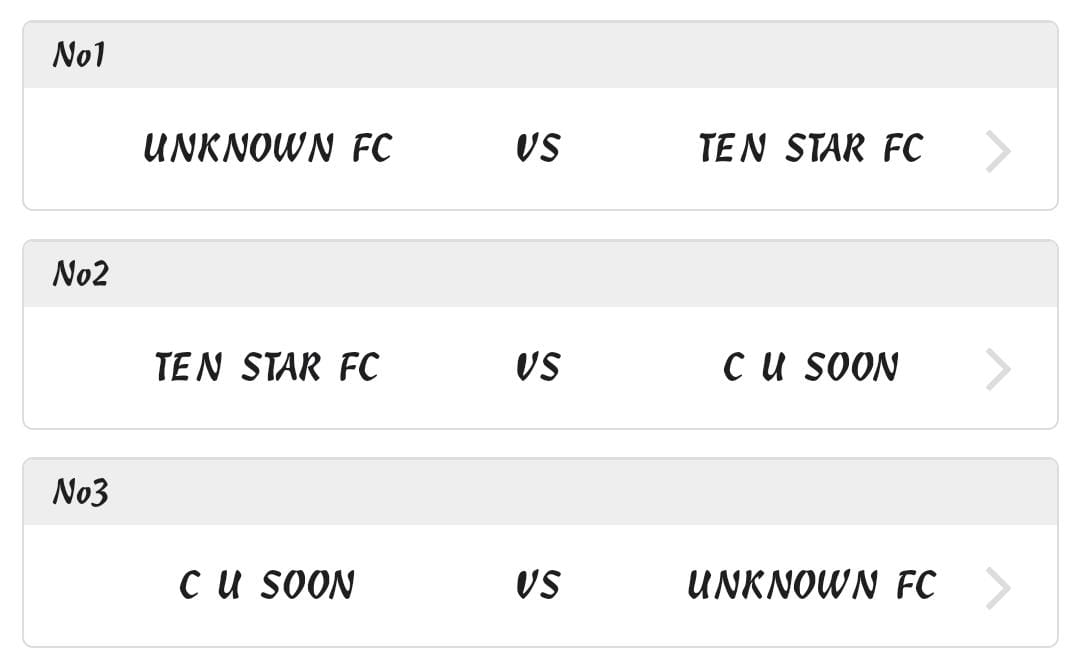 No1
UNKNOWN FC VS TEN STAR FC
No2
TEN STAR FC VS C U SOON
No3
C U SOON VS UNKNOWN FC